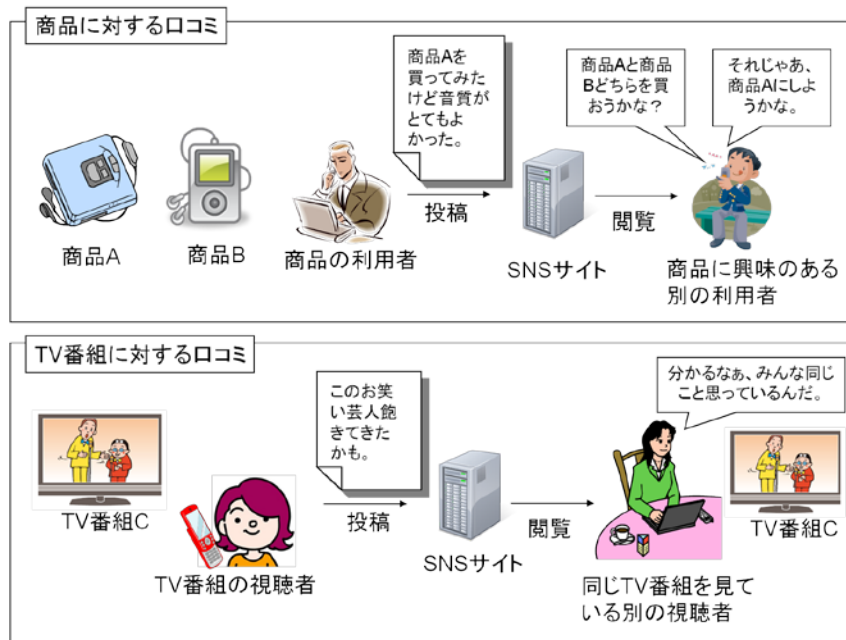 商品に対する口コミ
商品Aを
買ってみた
けど音質が
とてもよ
かった。
商品Aと商品
Bどちらを買
おうかな？
それじゃあ、
商品Aにしよ
うかな。
商品A
商品B
商品の利用者
投稿
SNSサイト
閲覧
商品に興味のある
別の利用者
TV番組に対する口コミ
このお笑
い芸人飽
きてきた
かも。
分かるなぁ、みんな同じ
こと思っているんだ。
TV番組C
TV番組の視聴者
投稿
SNSサイト
閲覧
同じTV番組を見て
いる別の視聴者
TV番組C